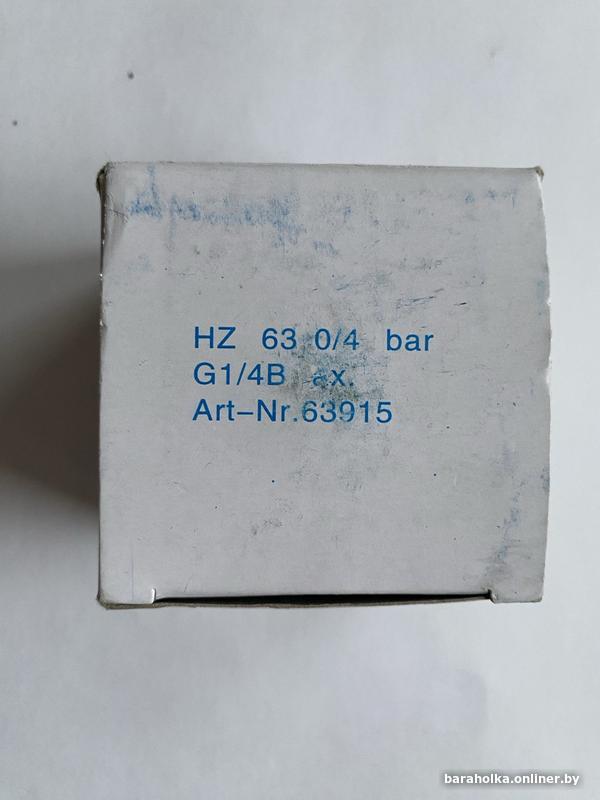 HZ 63 0/4 bar
G1/4B ax.
Art-Nr.63915
baraholka.onliner.by